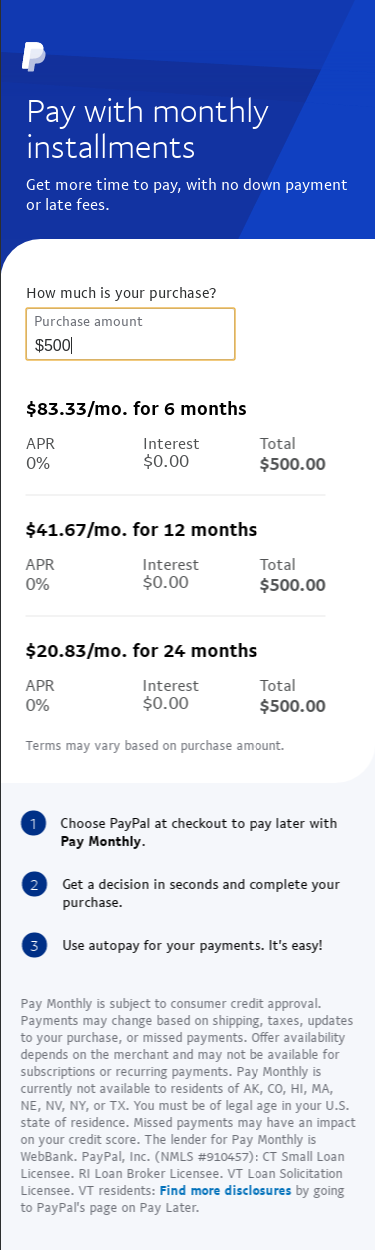 Pay with monthly
installments
Get more time to pay, with no down payment
or late fees.
How much is your purchase?
Purchase amount
$500
$83.33/mo. for 6 months
APR Interest Total
0% $0.00 $500.00
$41.67/mo. for 12 months
APR Interest Total
0% $0.00 $500.00
$20.83/mo. for 24 months
APR Interest Total
0% $0.00 $500.00
Terms may vary based on purchase amount.
1 Choose PayPal at checkout to pay later with
Pay Monthly.
2 Get a decision in seconds and complete your
purchase.
3 Use autopay for your payments. It's easy!
Pay Monthly is subject to consumer credit approval.
Payments may change based on shipping, taxes, updates
to your purchase, or missed payments. Offer availability
depends on the merchant and may not be available for
subscriptions or recurring payments. Pay Monthly is
currently not available to residents of AK, CO, HI, MA,
NE, NV, NY, or TX. You must be of legal age in your U.S.
state of residence. Missed payments may have an impact
on your credit score. The lender for Pay Monthly is
WebBank. PayPal, Inc. (NMLS #910457): CT Small Loan
Licensee. RI Loan Broker Licensee. VT Loan Solicitation
Licensee. VT residents: Find more disclosures by going
to PayPal's page on Pay Later.